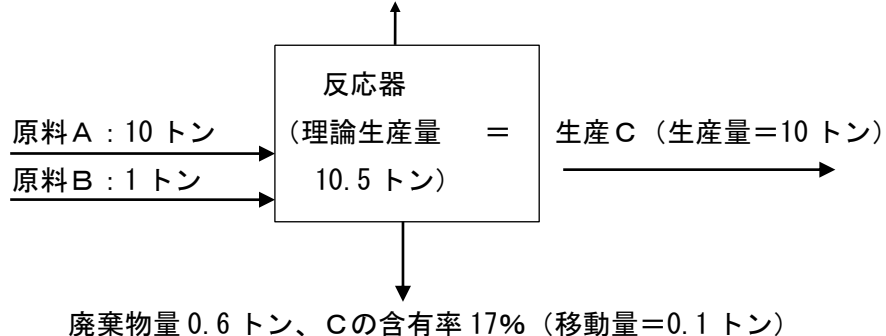 反応器
原料A：10 トン
（理論生産量　＝
生産C（生産量＝10 トン）
原料B：1 トン
10.5 トン）
廃棄物量 0.6 トン、Cの含有率 17%（移動量＝0.1 トン）